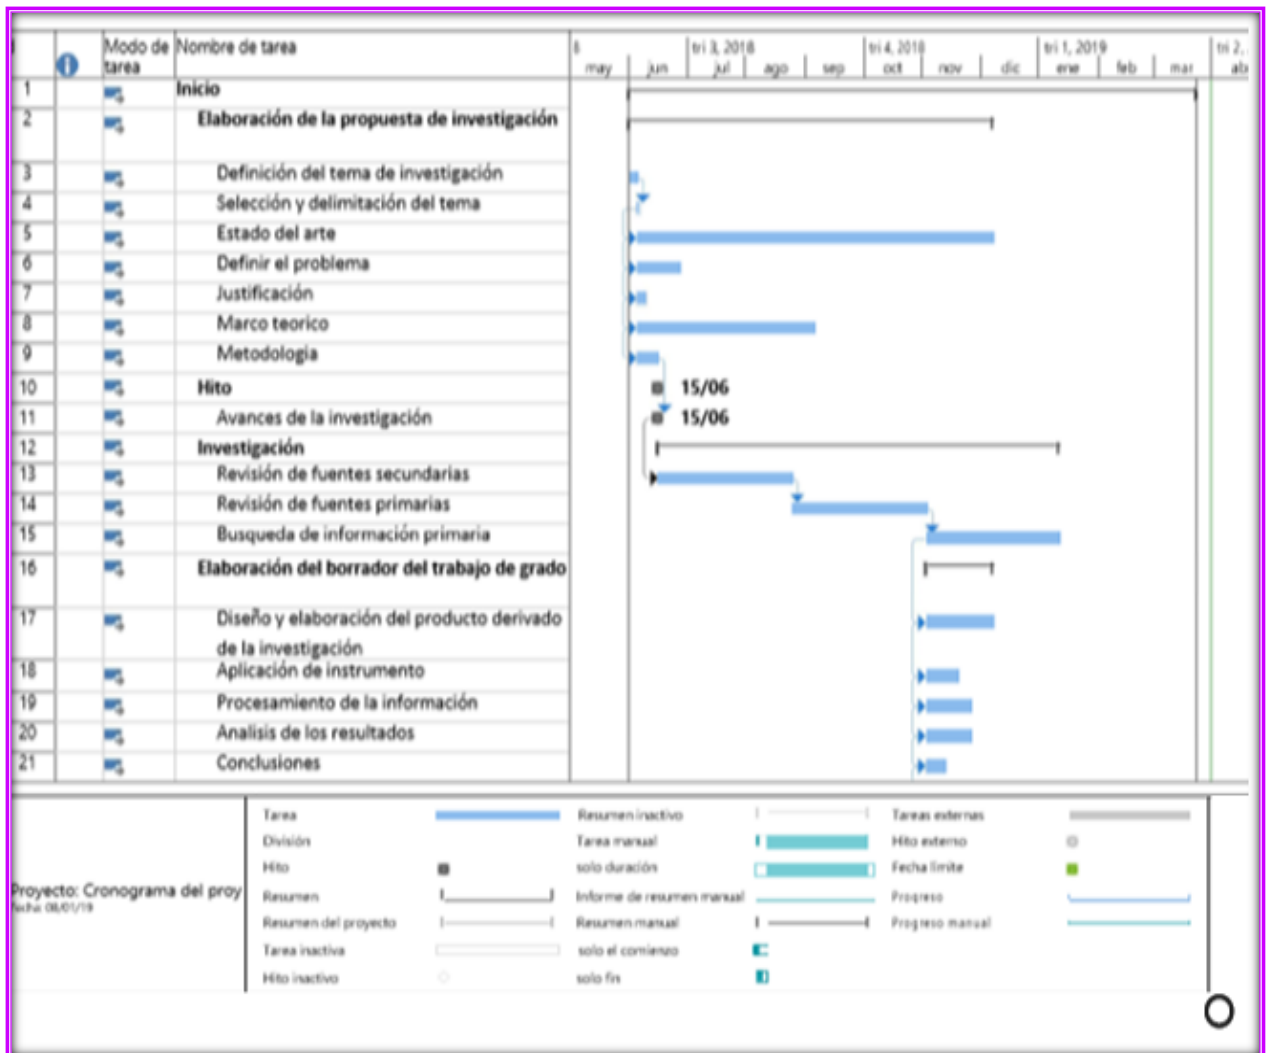 Modo de tarea Nombre de tarea 8 tri 3, 2018 tri 4, 2018 tri 1, 2019 tri 2,
may jun jul ago sep oct nov dic ene feb mar
1 Inicio
2 Elaboración de la propuesta de investigación
3 Definición del tema de investigación
4 Selección y delimitación del tema
5 Estado del arte
6 Definir el problema
7 Justificación
8 Marco teorico
9 Metodologia
10 Hito 15/06
11 Avances de la investigación 15/06
12 Investigación
13 Revisión de fuentes secundarias
14 Revisión de fuentes primarias
15 Busqueda de información primaria
16 Elaboración del borrador del trabajo de grado
17 Diseño y elaboración del producto derivado
de la investigación
18 Aplicación de instrumento
19 Procesamiento de la información
20 Analisis de los resultados
21 Conclusiones
Proyecto: Cronograma del proy
Fecha: 08/01/19
Tarea Resumen inactivo Tareas externas
División Tarea manual Hito externo
Hito solo duración Fecha límite
Resumen Informe de resumen manual Progreso
Resumen del proyecto Resumen manual Progreso manual
Tarea inactiva solo el comienzo
Hito inactivo solo fin
O